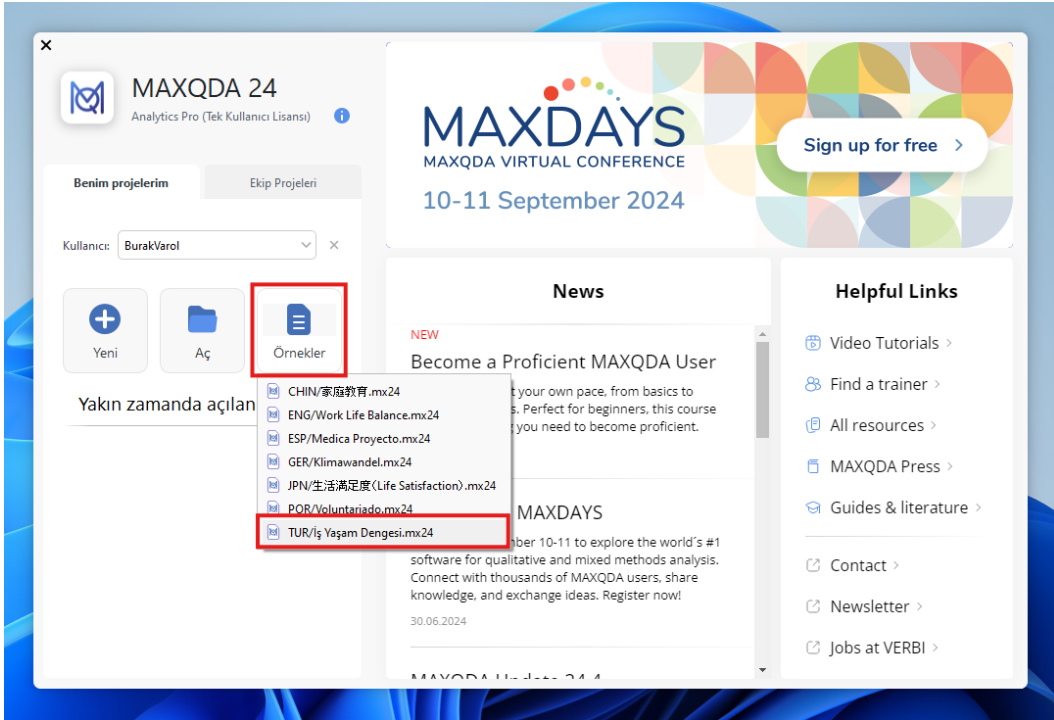 MAXQDA 24
Analytics Pro (Tek Kullanıcı Lisansı)
Benim projelerim
Ekip Projeleri
Kullanıcı:
BurakVarol
Yeni
Aç
Örnekler
Yakın zamanda açılan
CHIN/家庭教育.mx24
ENG/Work Life Balance.mx24
ESP/Medica Proyecto.mx24
GER/Klimawandel.mx24
JPN/生活満足度(Life Satisfaction).mx24
POR/Voluntariado.mx24
TUR/İş Yaşam Dengesi.mx24
MAXDAYS
MAXQDA VIRTUAL CONFERENCE
10-11 September 2024
Sign up for free
News
NEW
Become a Proficient MAXQDA User
your own pace, from basics to
Perfect for beginners, this course
you need to become proficient.
MAXDAYS
10-11 to explore the world´s #1
software for qualitative and mixed methods analysis.
Connect with thousands of MAXQDA users, share
knowledge, and exchange ideas. Register now!
30.06.2024
MAXQDA Update 24.4
Helpful Links
Video Tutorials
Find a trainer
All resources
MAXQDA Press
Guides & literature
Contact
Newsletter
Jobs at VERBI